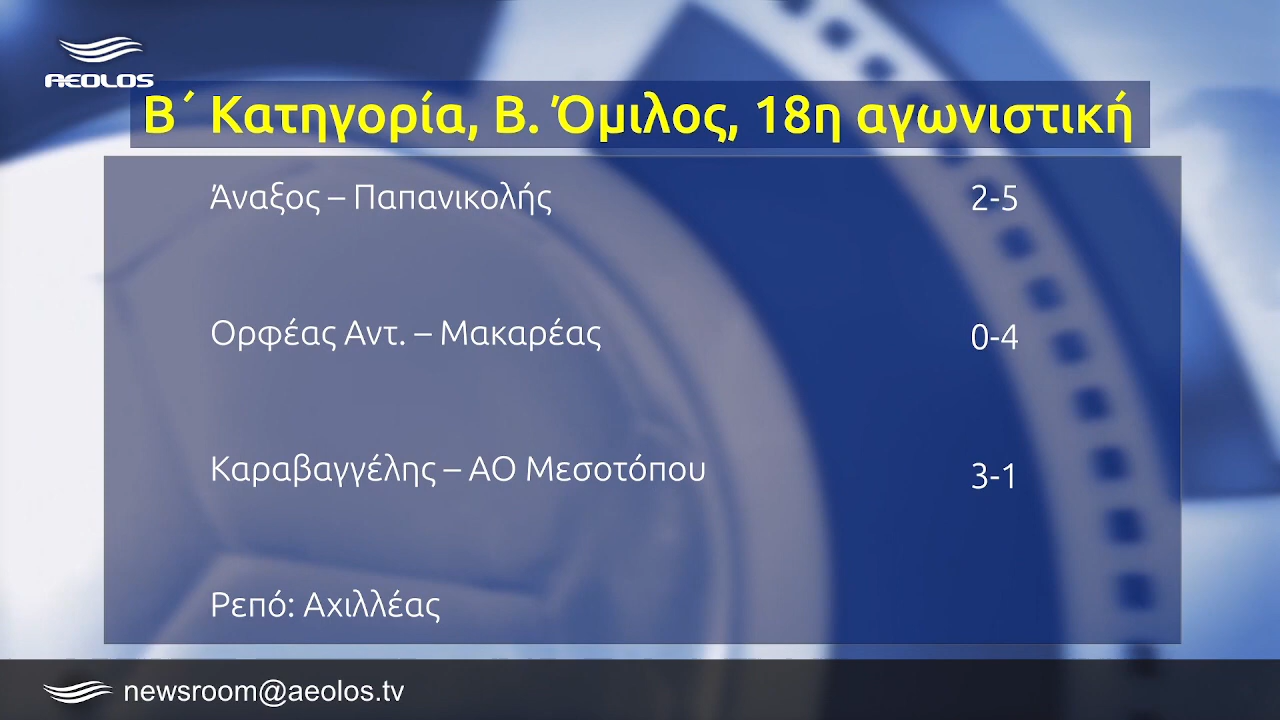 AEOLOS
Β΄ Κατηγορία, Β. Όμιλος, 18η αγωνιστική
Άναξος – Παπανικολής 2-5
Ορφέας Αντ. – Μακαρέας 0-4
Καραβαγγέλης – ΑΟ Μεσοτόπου 3-1
Ρεπό: Αχιλλέας
newsroom@aeolos.tv